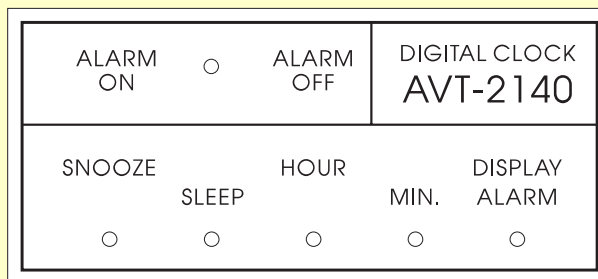 ALARM ON
ALARM OFF
DIGITAL CLOCK
AVT-2140
SNOOZE
SLEEP
HOUR
MIN.
DISPLAY ALARM